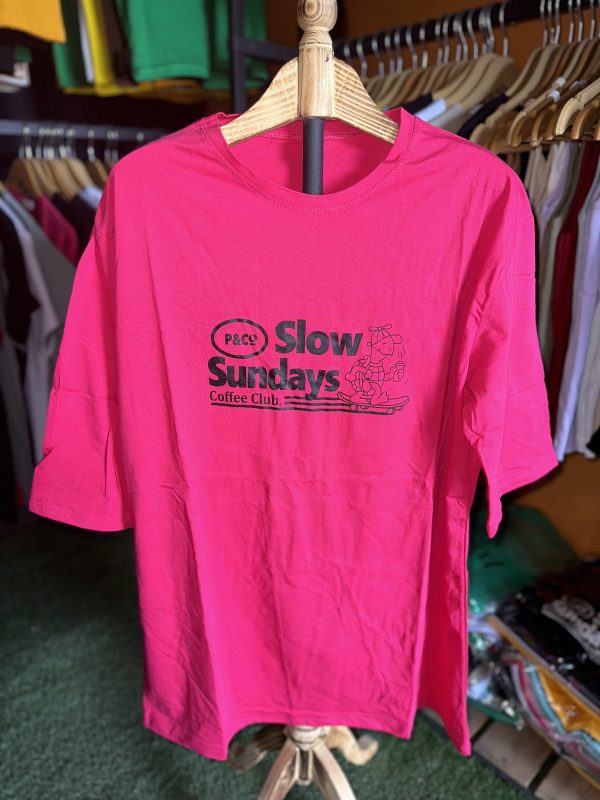 P&Co
Slow
Sundays
Coffee Club.